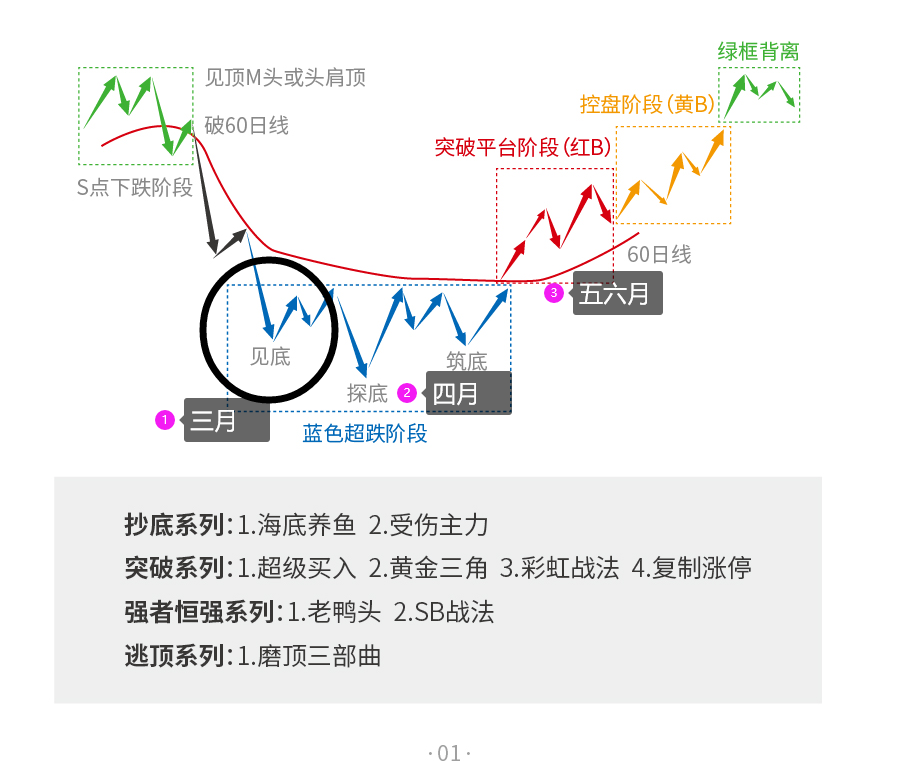 绿框背离
见顶M头或头肩顶
控盘阶段（黄B）
破60日线
突破平台阶段（红B）
S点下跌阶段
60日线
3 五六月
见底
筑底
探底
2 四月
1 三月
蓝色超跌阶段
抄底系列：1.海底养鱼 2.受伤主力
突破系列：1.超级买入 2.黄金三角 3.彩虹战法 4.复制涨停
强者恒强系列：1.老鸭头 2.SB战法
逃顶系列：1.磨顶三部曲
·01·